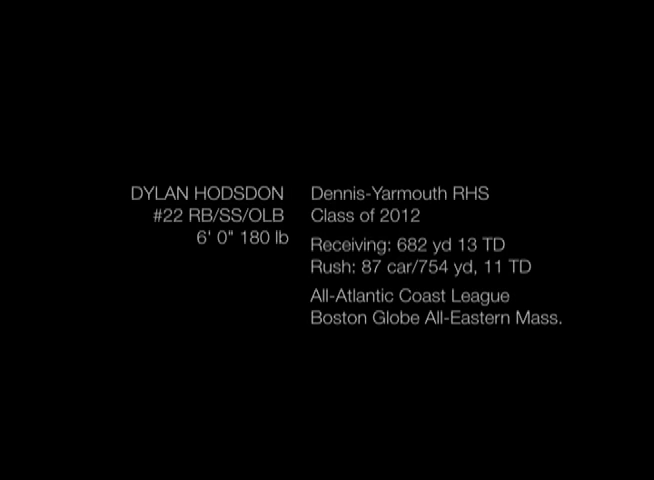 DYLAN HODSDON
#22 RB/SS/OLB
6' 0" 180 lb
Dennis-Yarmouth RHS
Class of 2012
Receiving: 682 yd 13 TD
Rush: 87 car/754 yd, 11 TD
All-Atlantic Coast League
Boston Globe All-Eastern Mass.